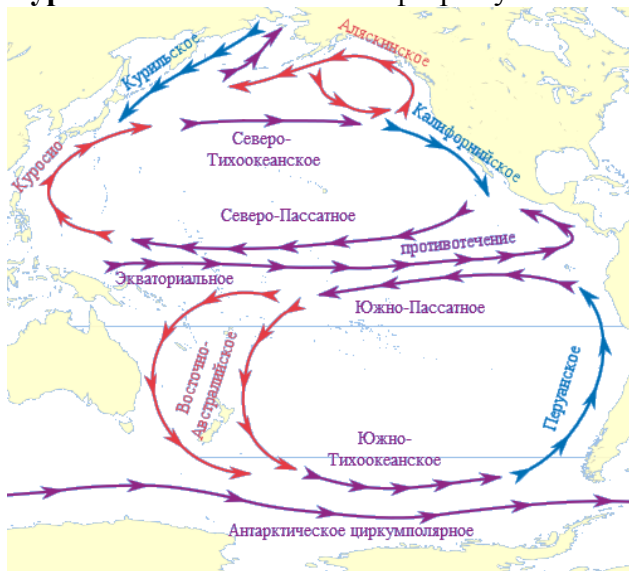 Курильское
Аляскинское
Куросио
Северо-
Тихоокеанское
Калифорнийское
Северо-Пассатное
противотечение
Экваториальное
Южно-Пассатное
Восточно-
Австралийское
Перуанское
Южно-
Тихоокеанское
Антарктическое циркумполярное